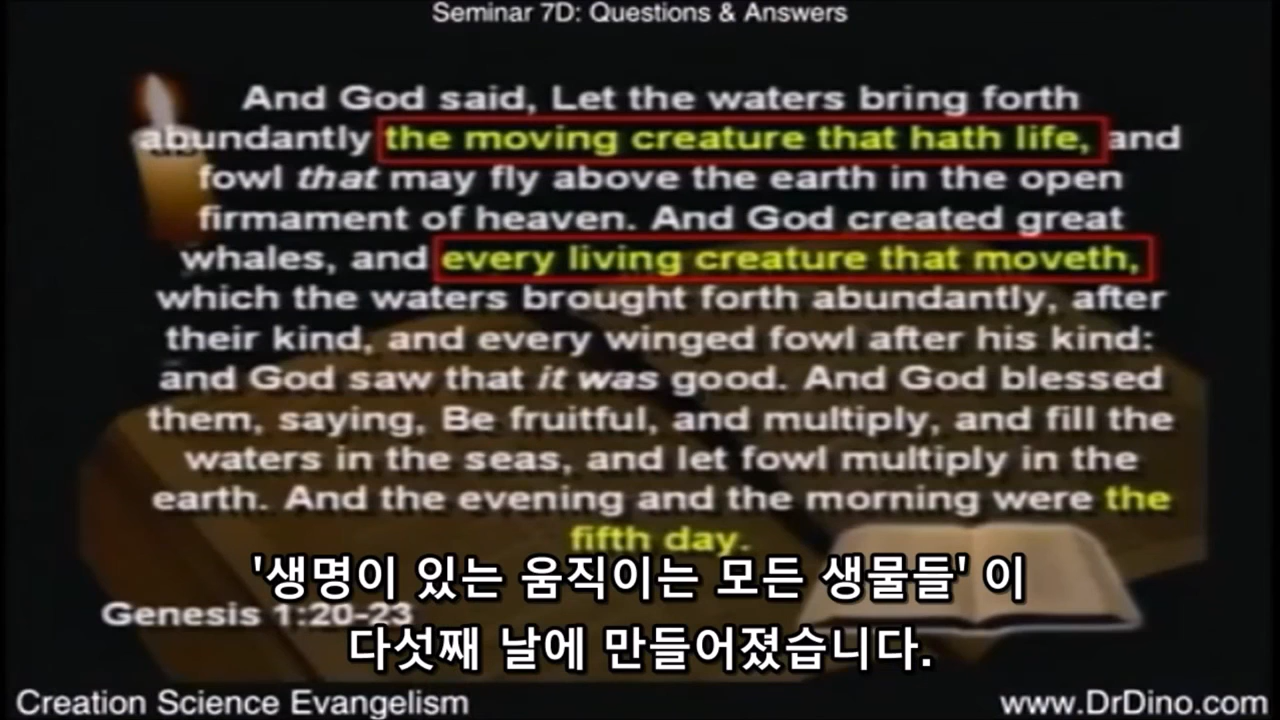 Seminar 7D: Questions & Answers
And God said, Let the waters bring forth
abundantly the moving creature that hath life, and
fowl that may fly above the earth in the open
firmament of heaven. And God created great
whales, and every living creature that moveth,
which the waters brought forth abundantly, after
their kind, and every winged fowl after his kind:
and God saw that it was good. And God blessed
them, saying, Be fruitful, and multiply, and fill the
waters in the seas, and let fowl multiply in the
earth. And the evening and the morning were the
fifth day.
'생명이 있는 움직이는 모든 생물들' 이
Genesis 1:20-23
다섯째 날에 만들어졌습니다.
Creation Science Evangelism
www.DrDino.com